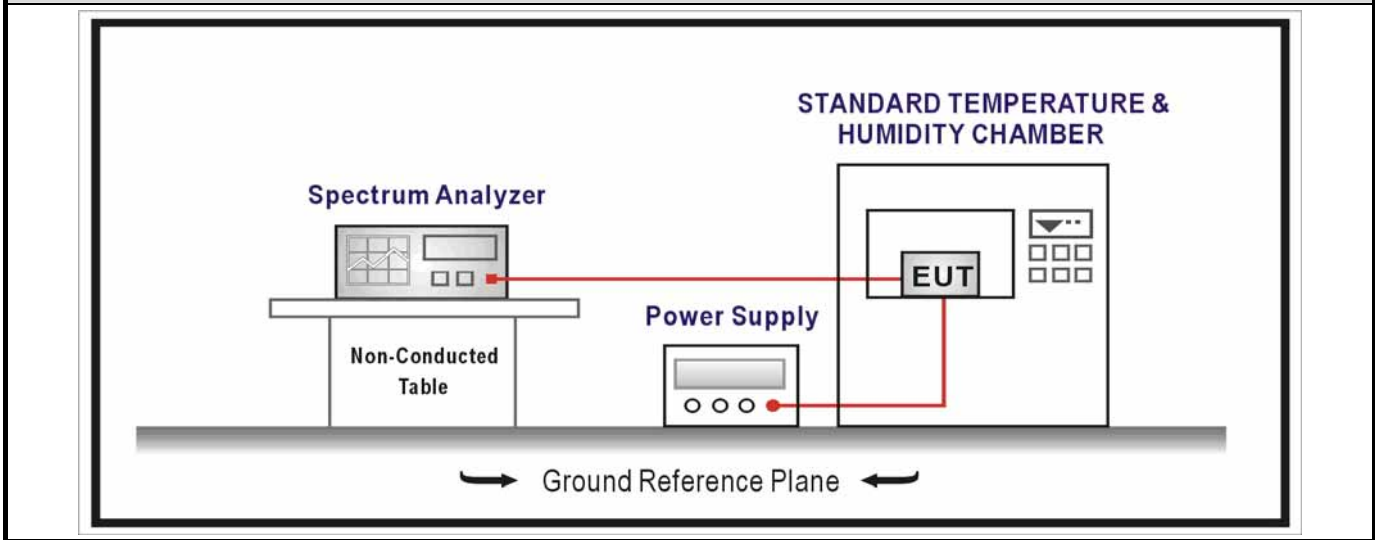 STANDARD TEMPERATURE &
HUMIDITY CHAMBER
Spectrum Analyzer
EUT
Power Supply
Non-Conducted
Table
Ground Reference Plane